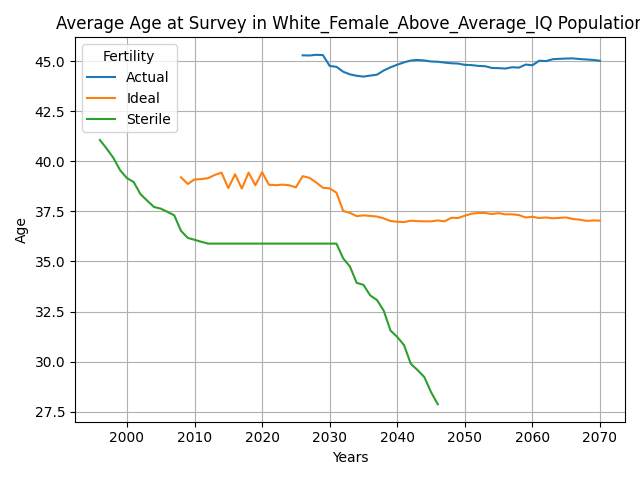 Average Age at Survey in White_Female_Above_Average_IQ Population
Fertility
Actual
Ideal
Sterile
Age
45.0
42.5
40.0
37.5
35.0
32.5
30.0
27.5
2000 2010 2020 2030 2040 2050 2060 2070
Years